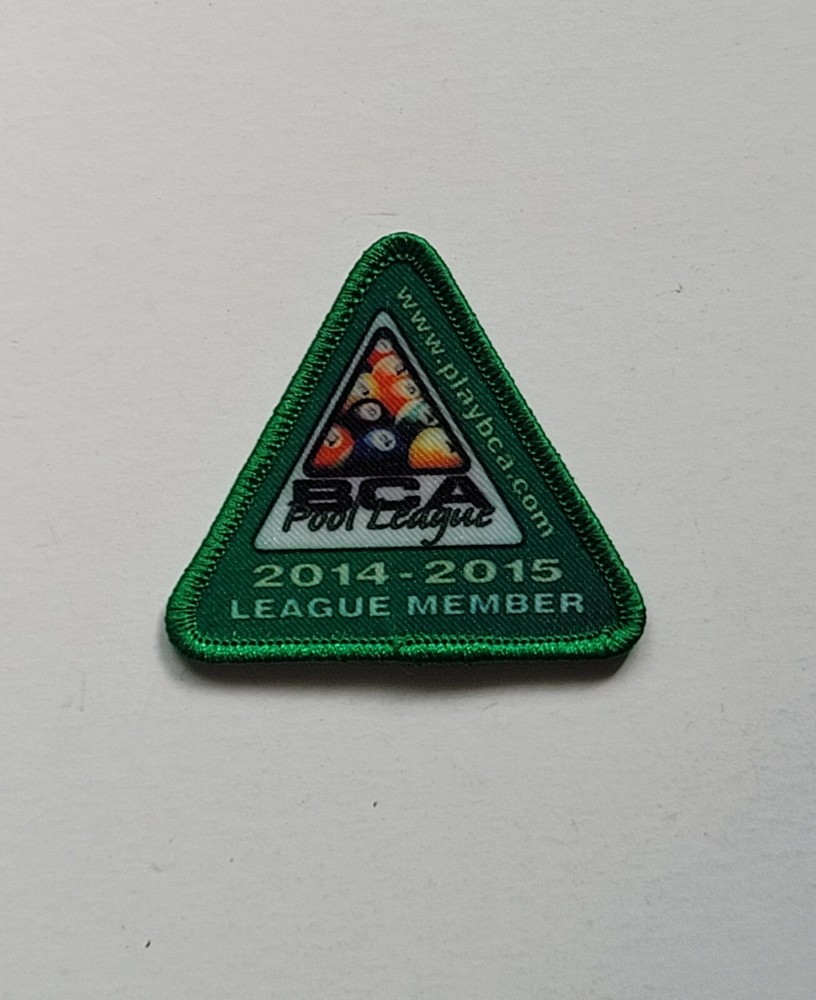 www.playbca.com
BCA
Pool League
2014-2015
LEAGUE MEMBER